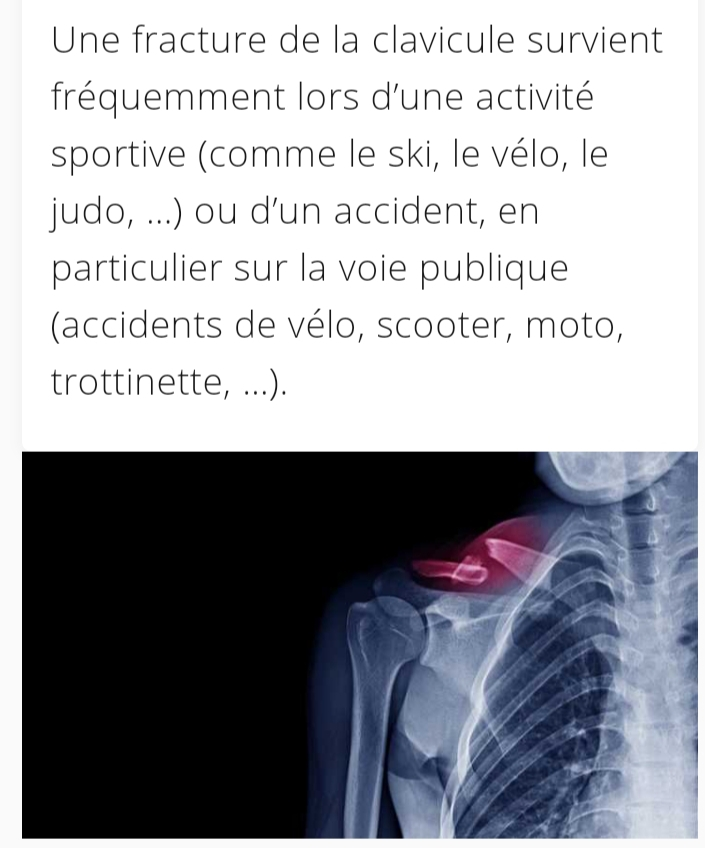 Une fracture de la clavicule survient
fréquemment lors d’une activité
sportive (comme le ski, le vélo, le
judo, ...) ou d’un accident, en
particulier sur la voie publique
(accidents de vélo, scooter, moto,
trottinette, ...).